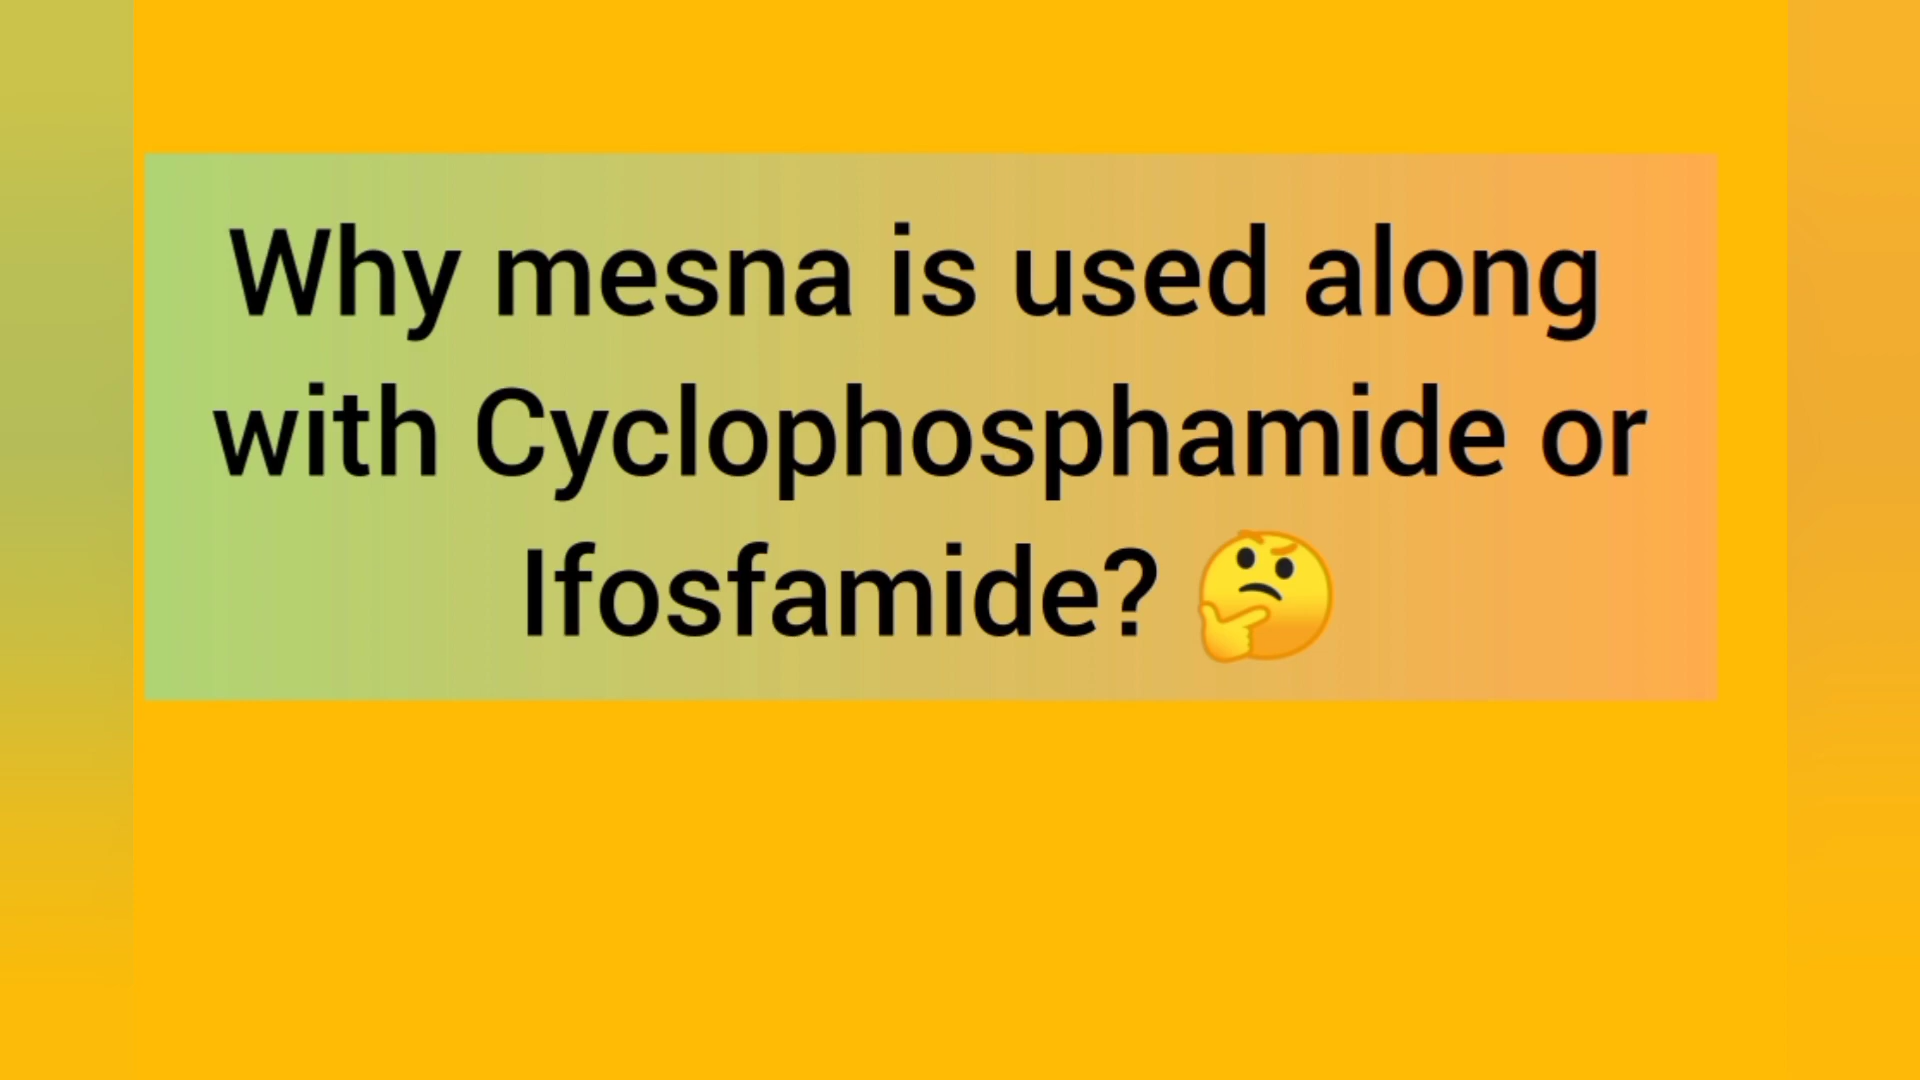 Why mesna is used along
with Cyclophosphamide or
Ifosfamide? 🤔